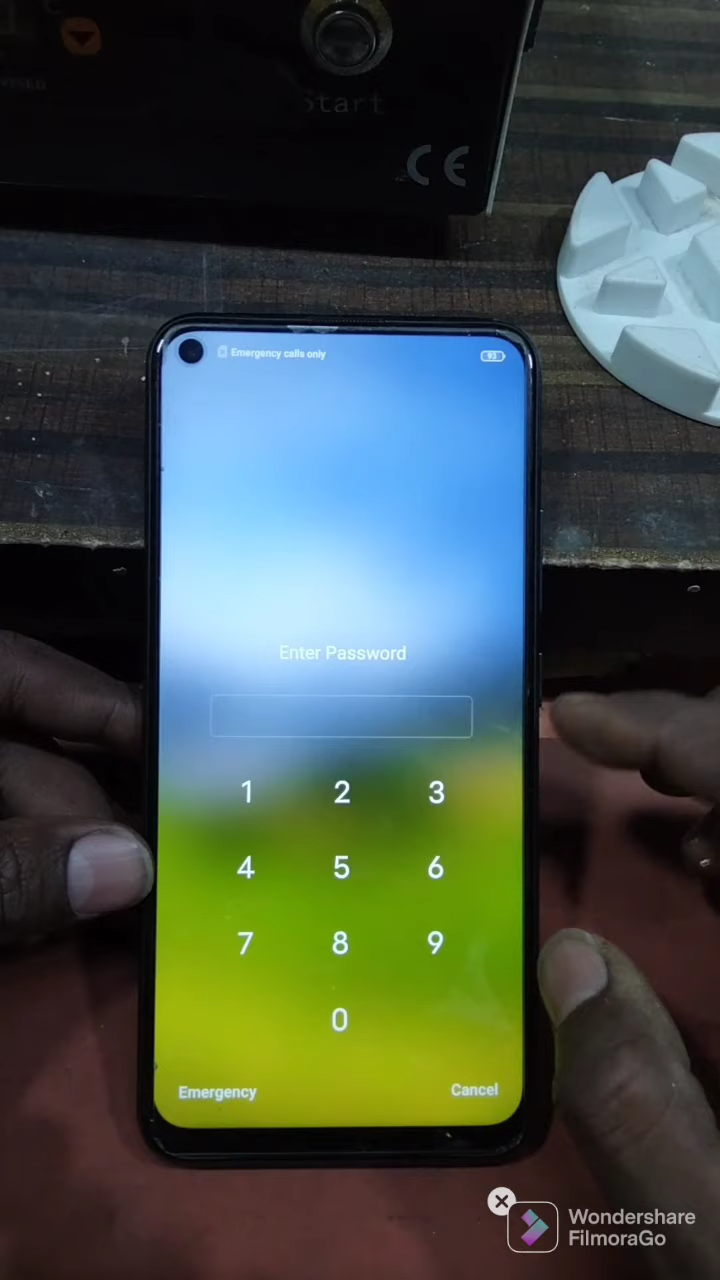 Start
CE
Emergency calls only
93
Enter Password
1 2 3
4 5 6
7 8 9
0
Emergency Cancel
Wondershare
FilmoraGo